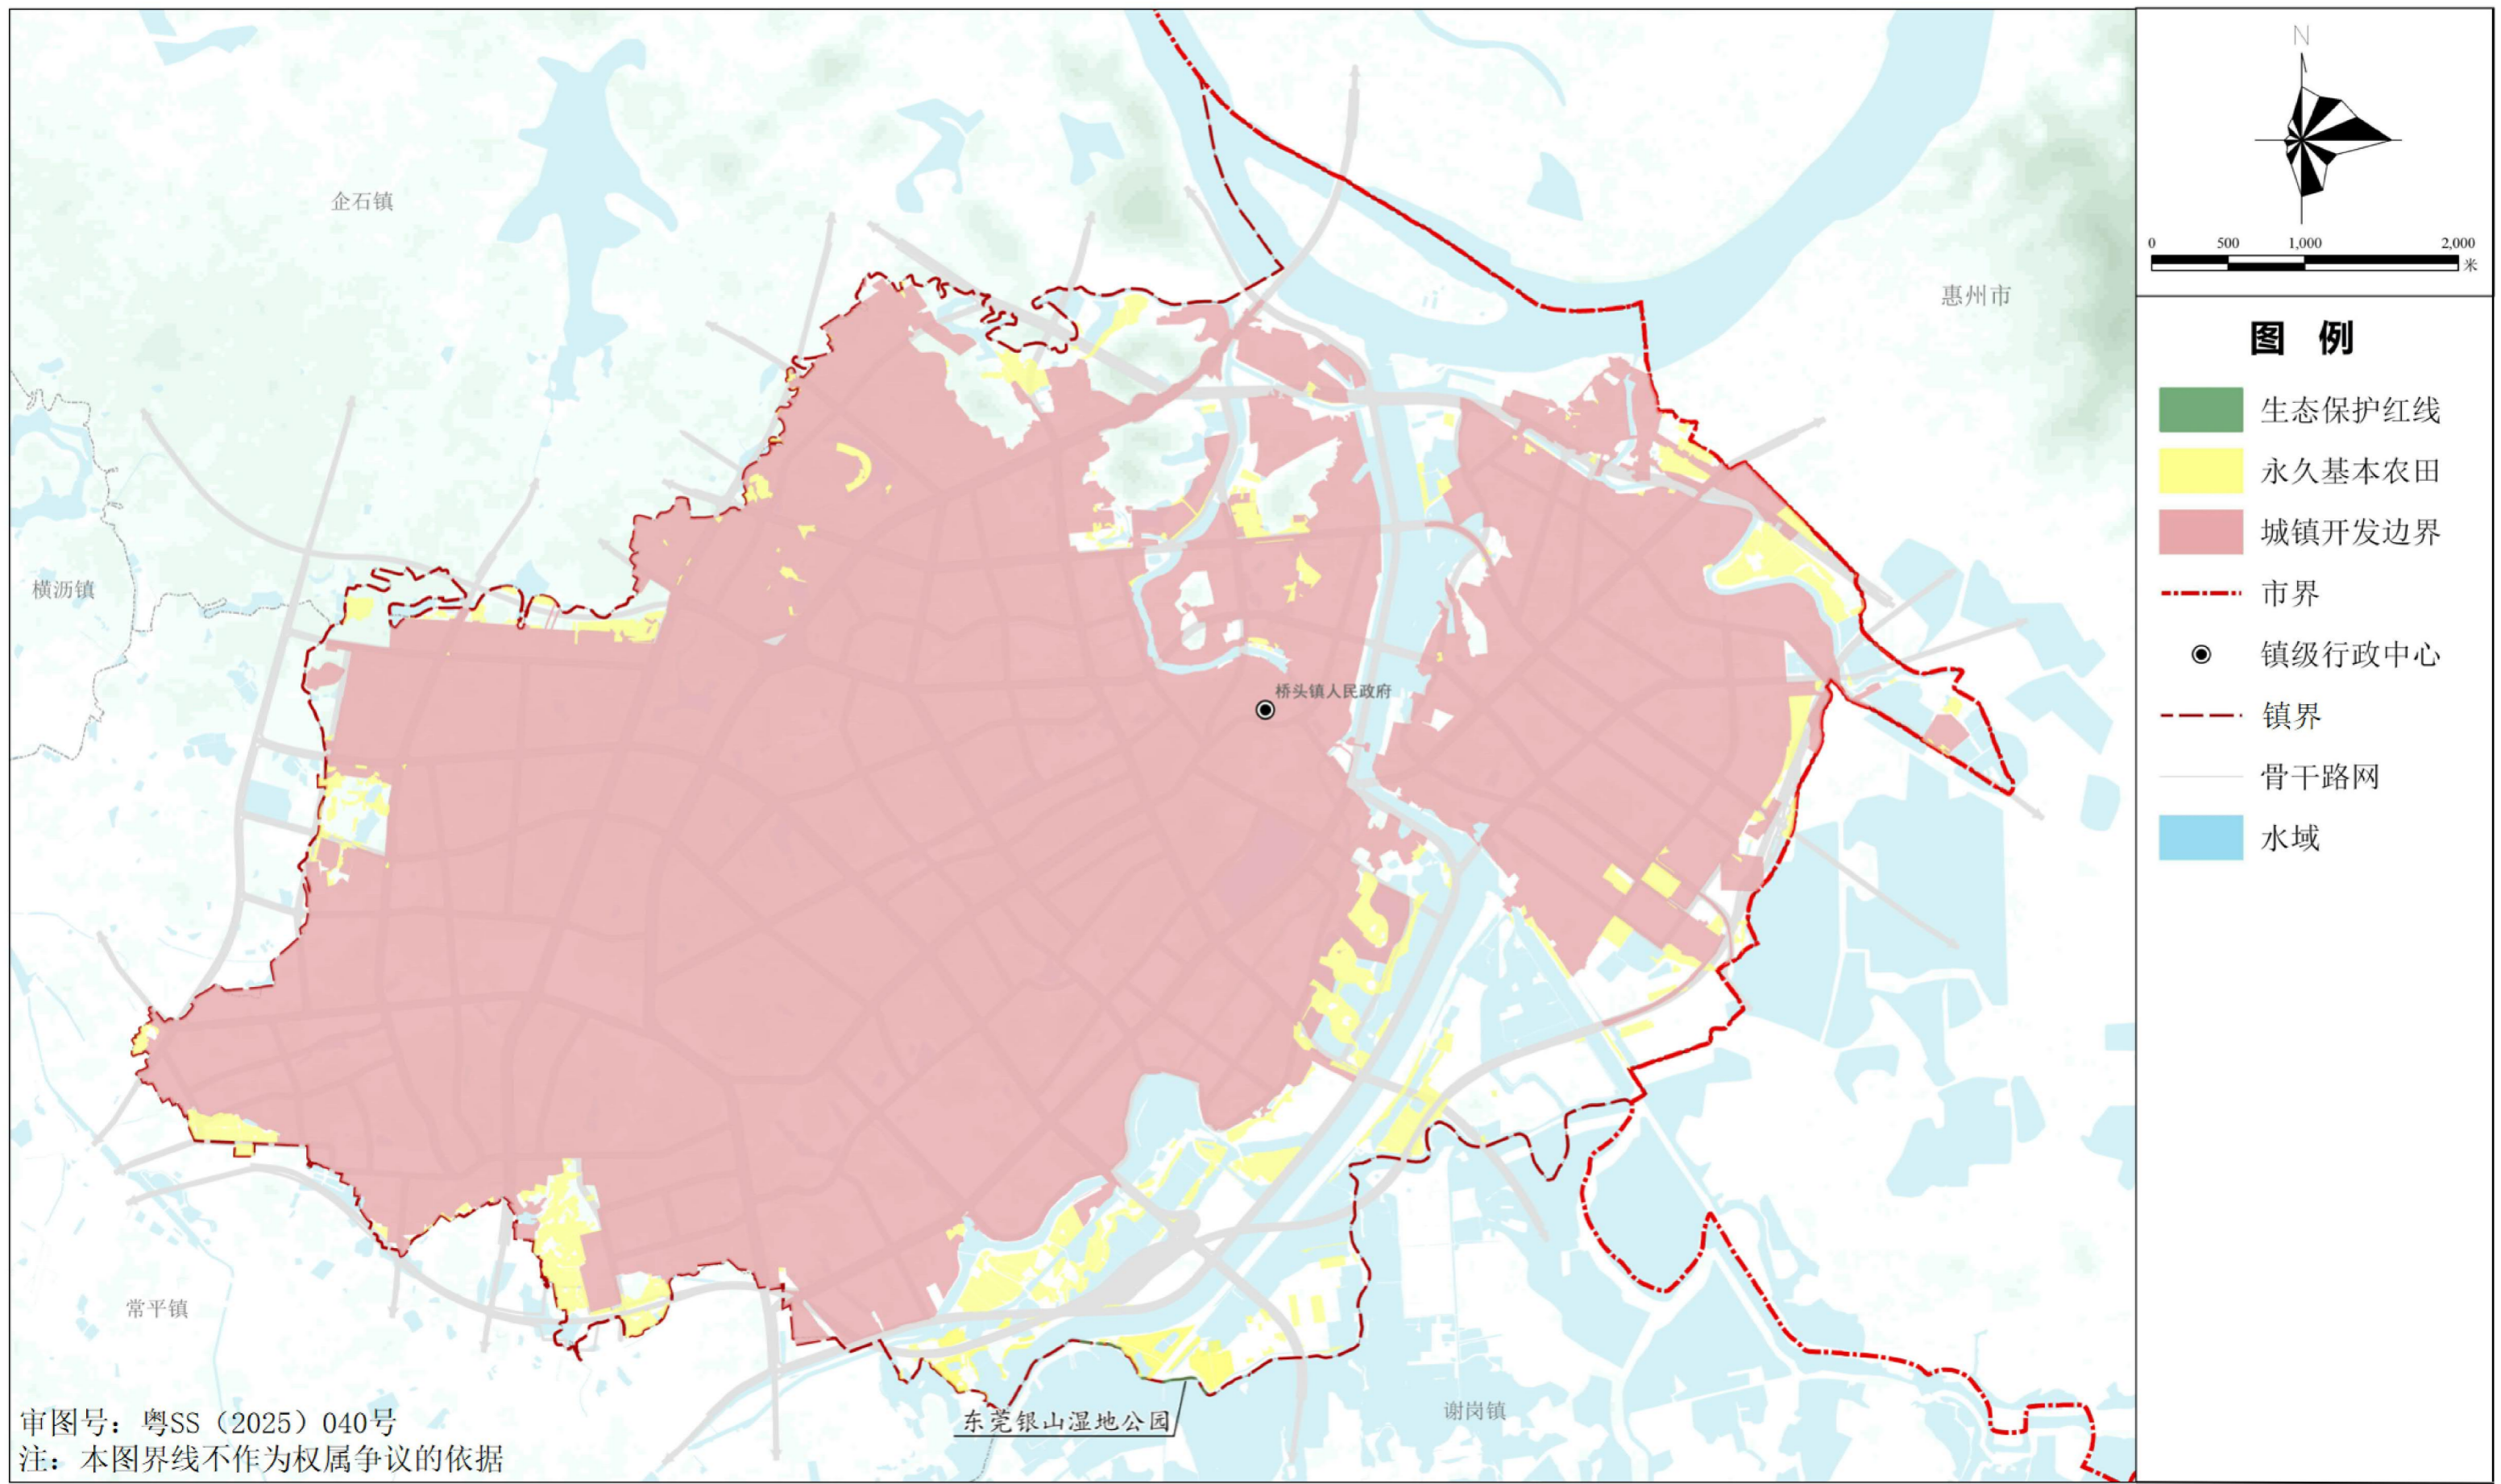 企石镇
惠州市
横沥镇
桥头镇人民政府
常平镇
谢岗镇
东莞银山湿地公园
审图号：粤SS（2025）040号
注：本图界线不作为权属争议的依据
N
0 500 1,000 2,000
米
图 例
生态保护红线
永久基本农田
城镇开发边界
市界
镇级行政中心
镇界
骨干路网
水域